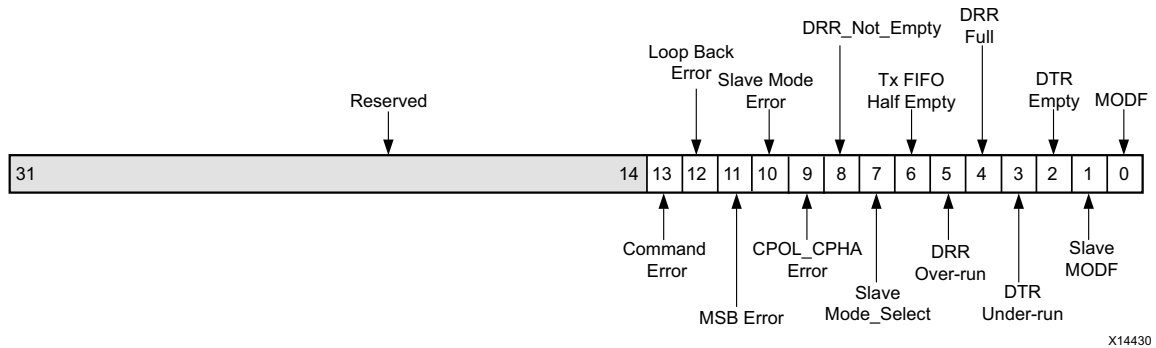 DRR
Full
DRR_Not_Empty
Loop Back
Error
Slave Mode
Error
Tx FIFO
Half Empty
DTR
Empty
MODF
Reserved
31 14 13 12 11 10 9 8 7 6 5 4 3 2 1 0
Command
Error
CPOL_CPHA
Error
DRR
Over-run
Slave
MODF
MSB Error
Slave
Mode_Select
DTR
Under-run
X14430